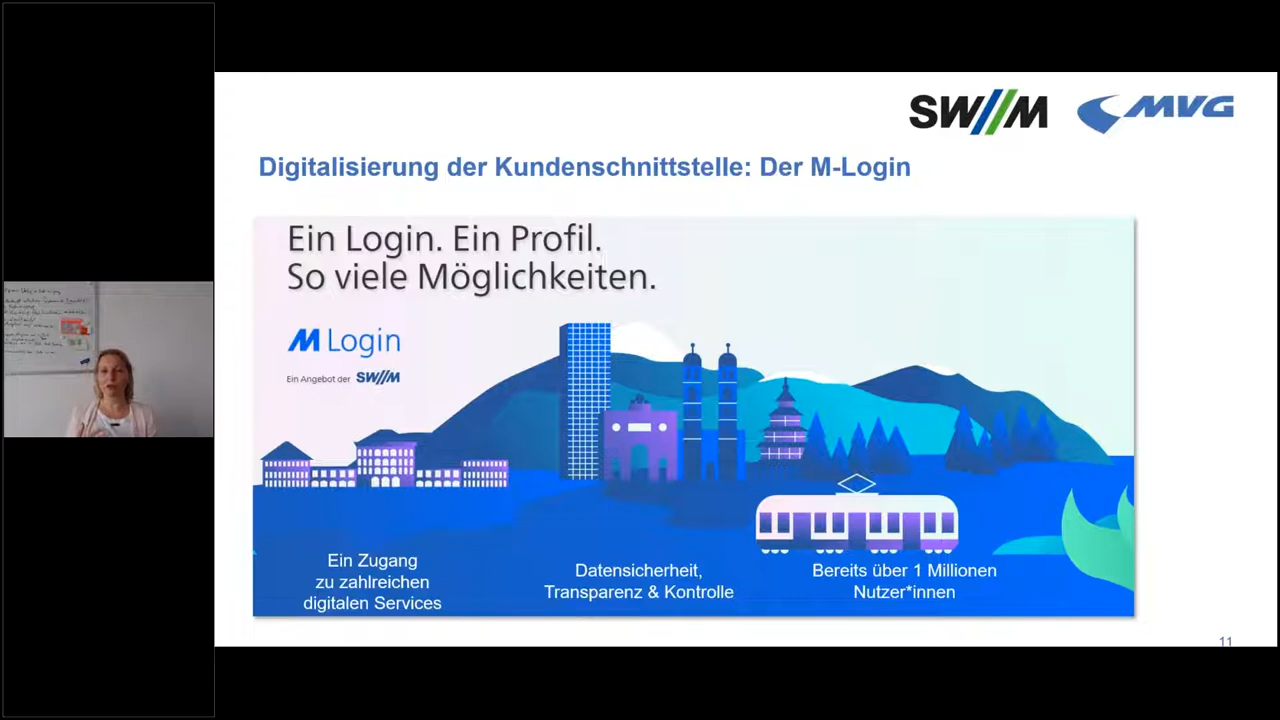 SW//M
MVG
Digitalisierung der Kundenschnittstelle: Der M-Login
Ein Login. Ein Profil.
So viele Möglichkeiten.
M Login
Ein Angebot der SW//M
Ein Zugang
zu zahlreichen
digitalen Services
Datensicherheit,
Transparenz & Kontrolle
Bereits über 1 Millionen
Nutzer*innen
11